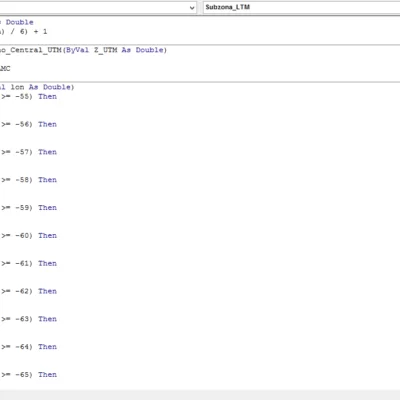 Subzona_LTM
Double
) / 6) + 1
o_Central_UTM(ByVal Z_UTM As Double)
MC
l lon As Double)
>= -55) Then
>= -56) Then
>= -57) Then
>= -58) Then
>= -59) Then
>= -60) Then
>= -61) Then
>= -62) Then
>= -63) Then
>= -64) Then
>= -65) Then